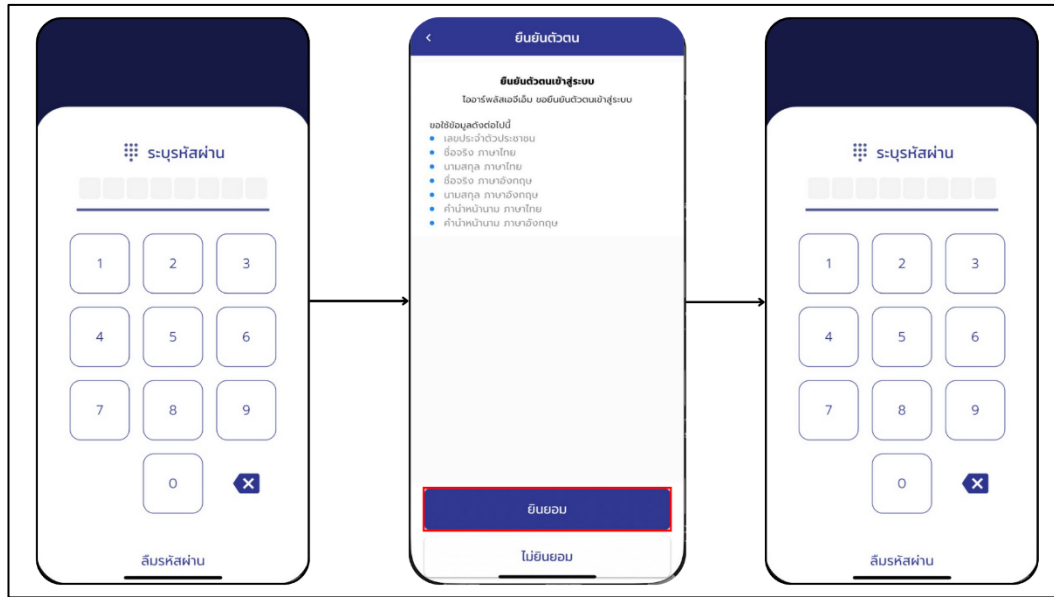 ระบุรหัสผ่าน
1 2 3
4 5 6
7 8 9
0
ลืมรหัสผ่าน
ยืนยันตัวตน
ยืนยันตัวตนเข้าสู่ระบบ
ไออาร์พลัสเอจีเอ็ม ขอยืนยันตัวตนเข้าสู่ระบบ
ขอใช้ข้อมูลดังต่อไปนี้
เลขประจำตัวประชาชน
ชื่อจริง ภาษาไทย
นามสกุล ภาษาไทย
ชื่อจริง ภาษาอังกฤษ
นามสกุล ภาษาอังกฤษ
คำนำหน้านาม ภาษาไทย
คำนำหน้านาม ภาษาอังกฤษ
ยินยอม
ไม่ยินยอม
ระบุรหัสผ่าน
1 2 3
4 5 6
7 8 9
0
ลืมรหัสผ่าน